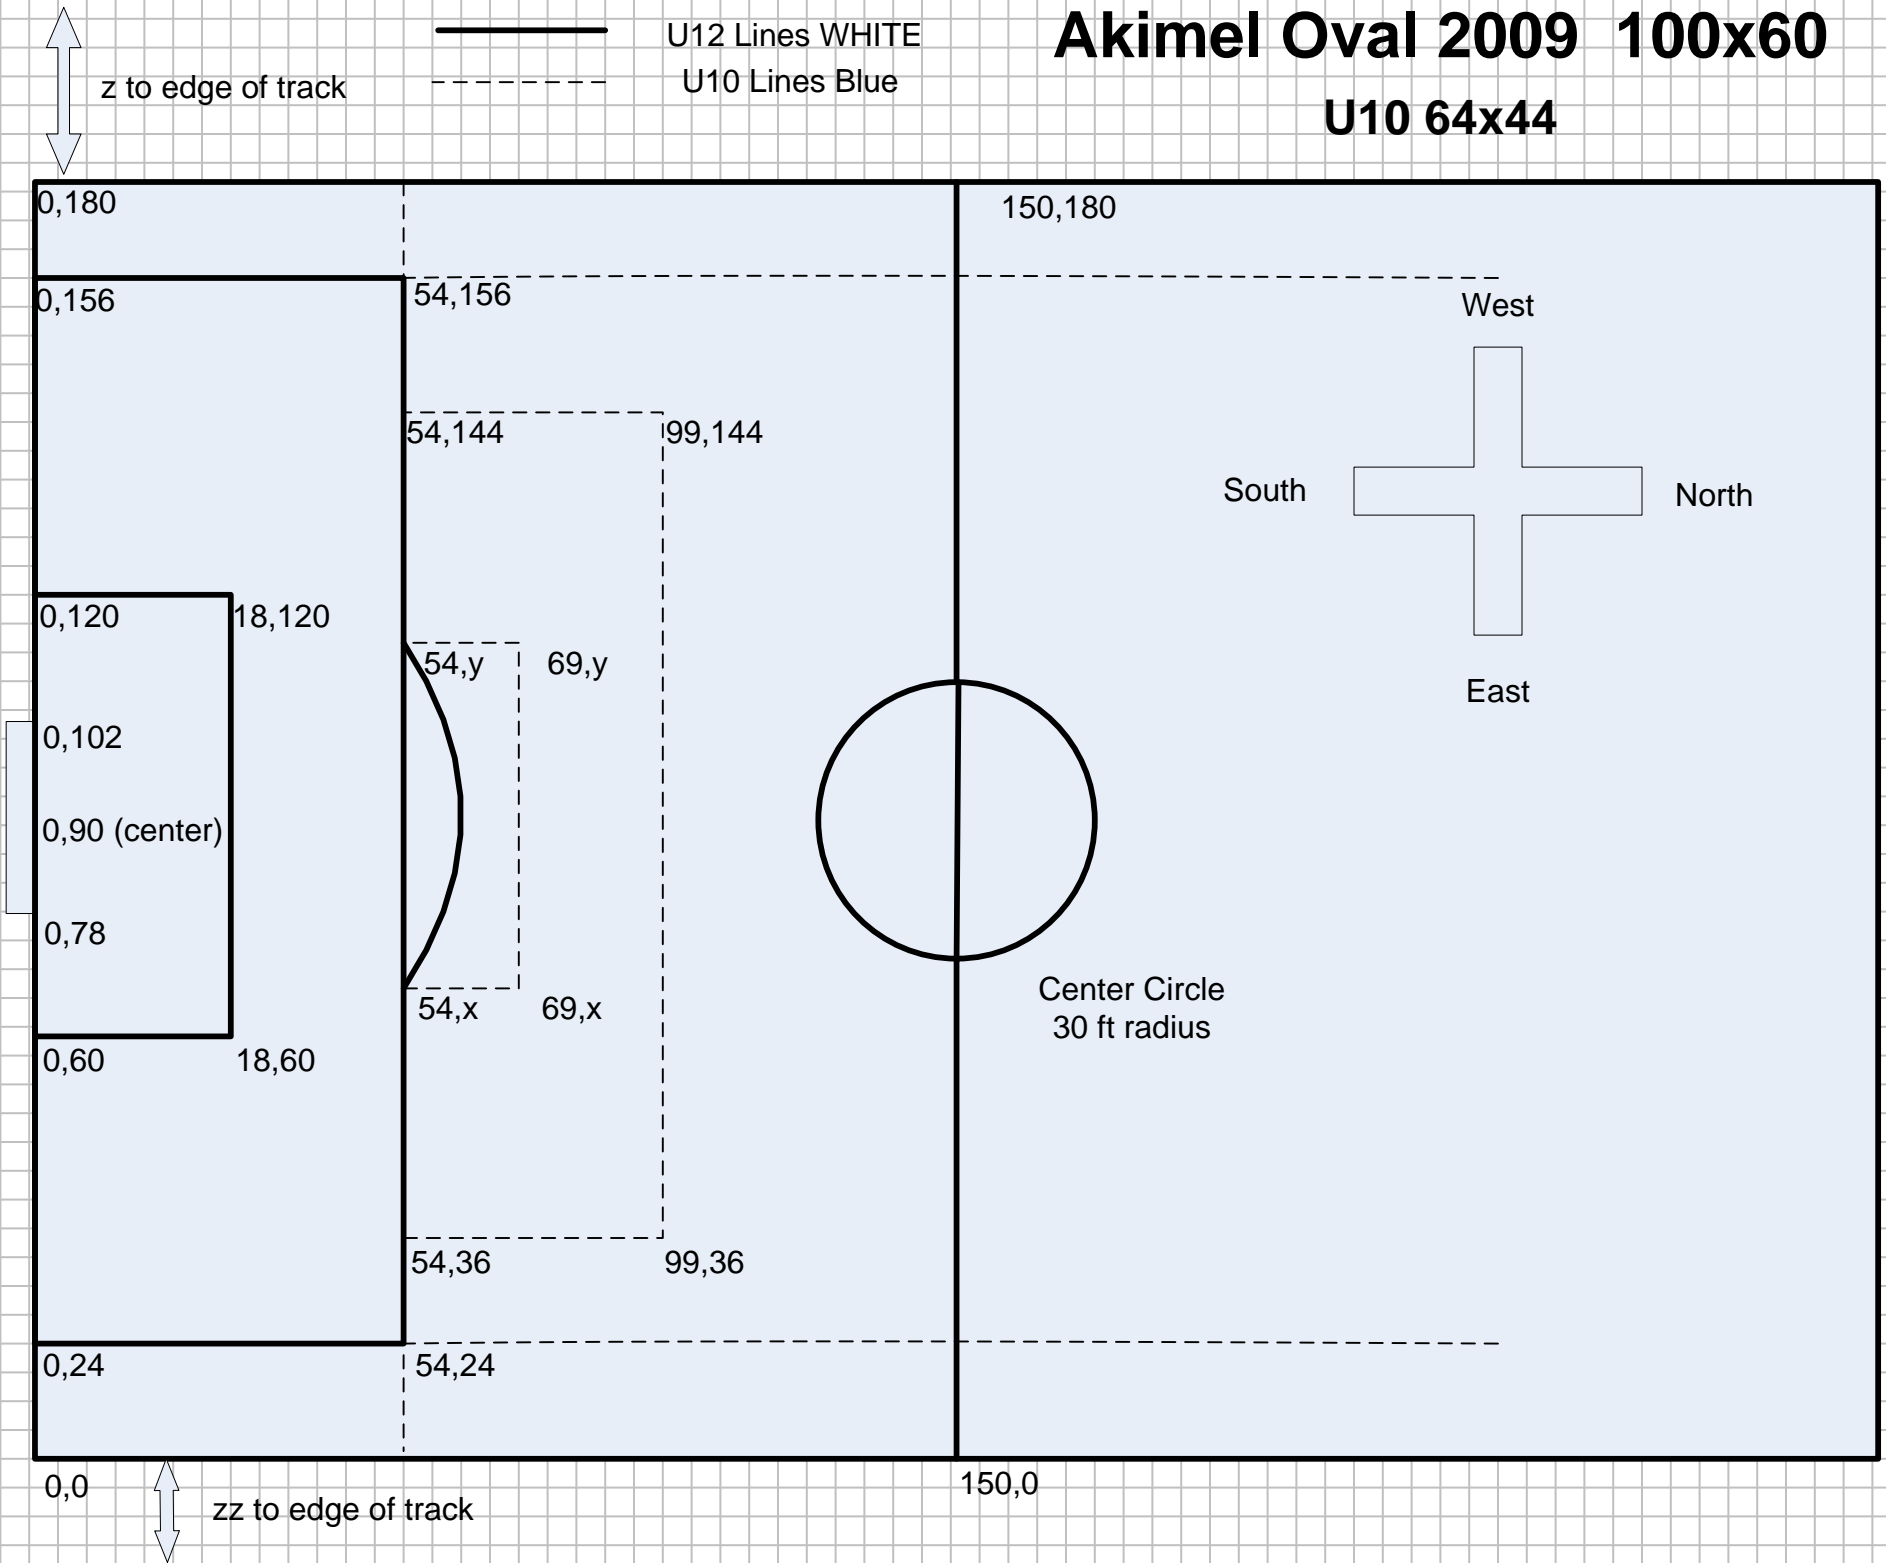 U12 Lines WHITE
Akimel Oval 2009 100x60
z to edge of track
U10 Lines Blue
U10 64x44
0,180
150,180
0,156
54,156
West
54,144
99,144
South
North
0,120
18,120
54,y
69,y
East
0,102
0,90 (center)
0,78
Center Circle
30 ft radius
54,x
69,x
0,60
18,60
54,36
99,36
0,24
54,24
0,0
150,0
zz to edge of track